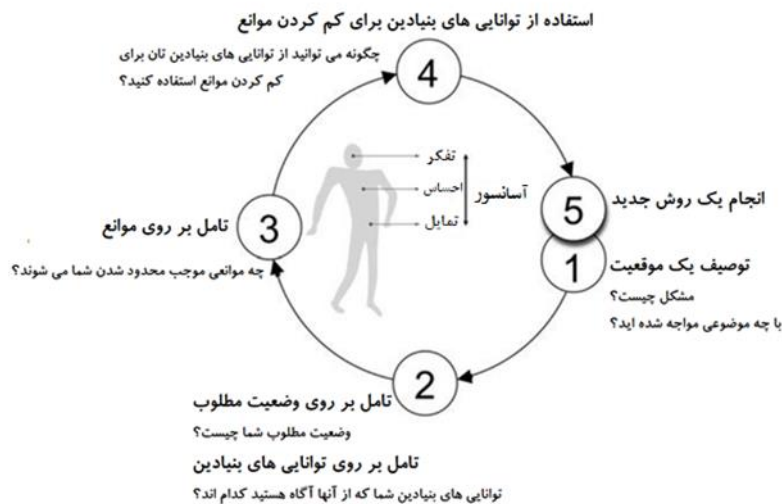 استفاده از توانایی های بنیادین برای کم کردن موانع
چگونه می توانید از توانایی های بنیادین تان برای
کم کردن موانع استفاده کنید؟
4
تفکر
احساس
تمایل
آسانسور
5
انجام یک روش جدید
1
توصیف یک موقعیت
مشکل چیست؟
با چه موضوعی مواجه شده اید؟
3
تامل بر روی موانع
چه موانعی موجب محدود شدن شما می شوند؟
2
تامل بر روی وضعیت مطلوب
وضعیت مطلوب شما چیست؟
تامل بر روی توانایی های بنیادین
توانایی های بنیادین شما که از آنها آگاه هستید کدام اند؟